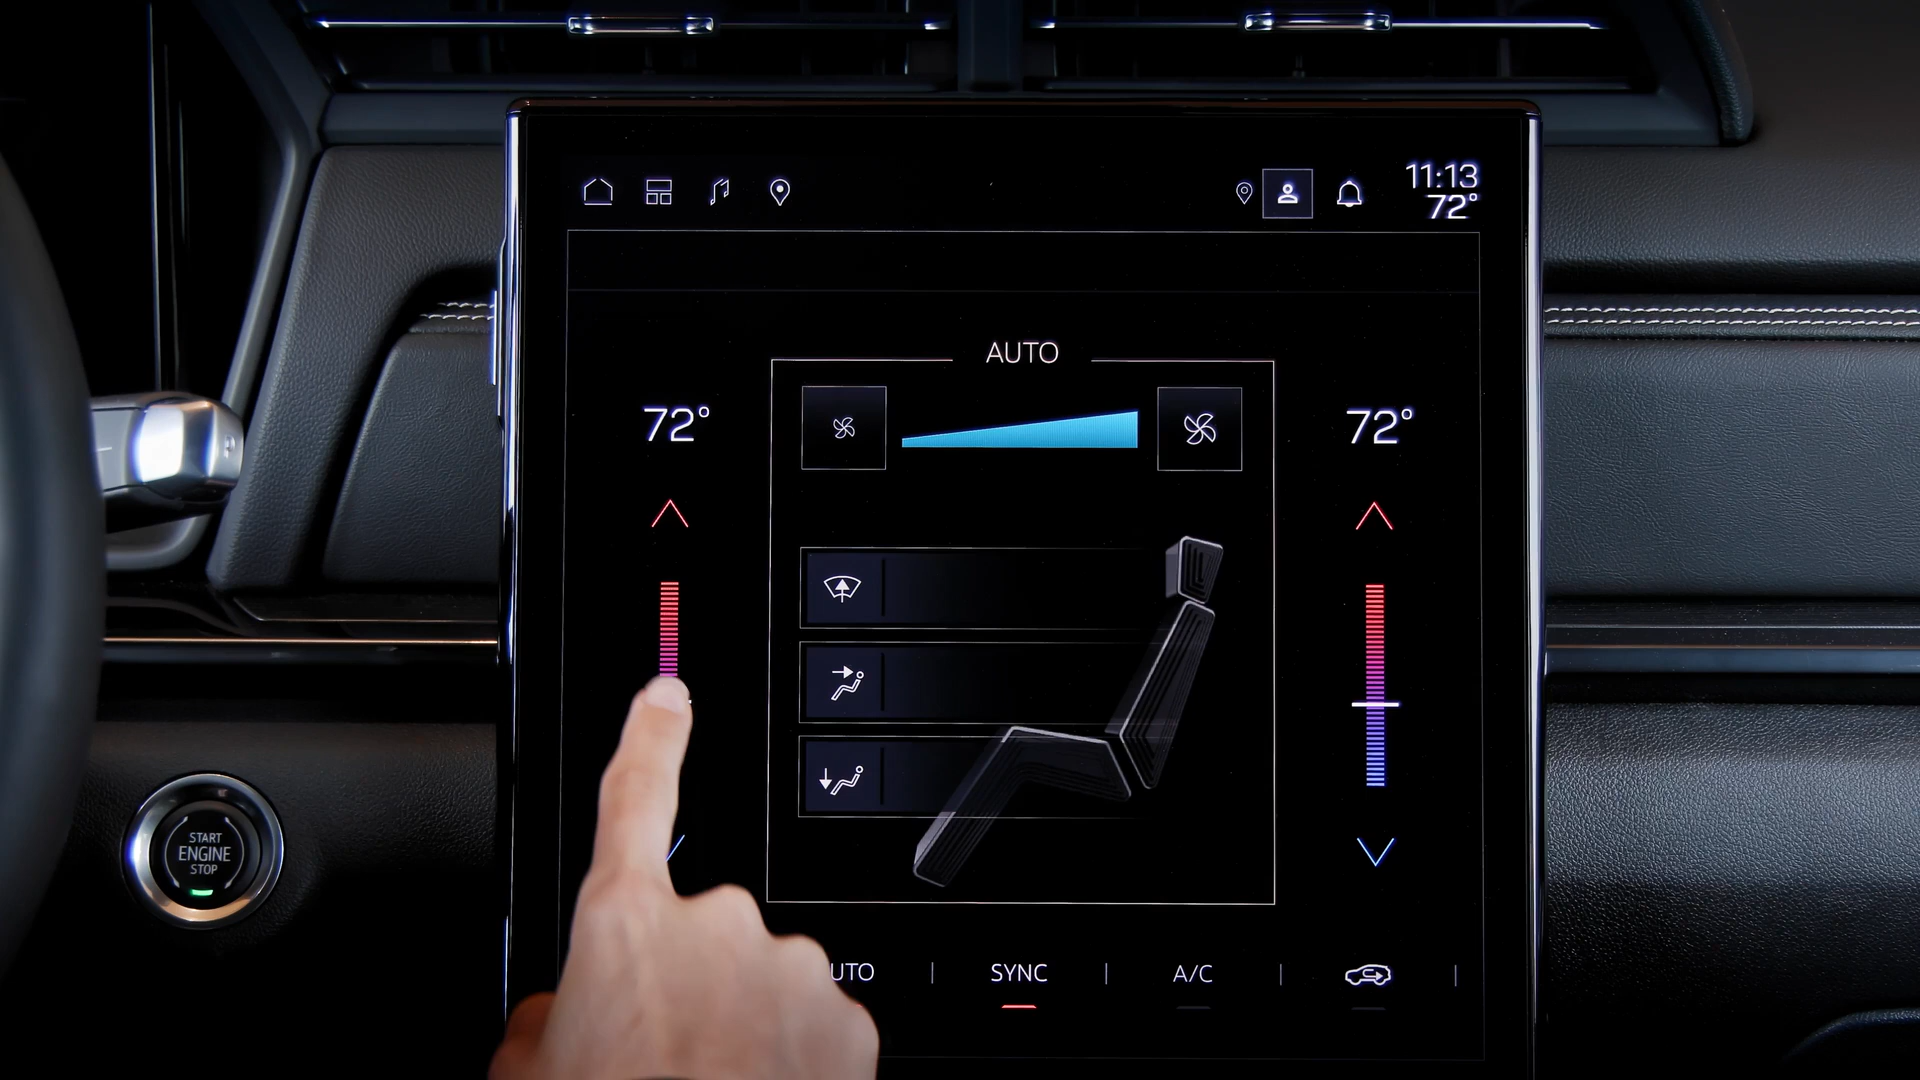 11:13
72°
AUTO
72°
72°
START
ENGINE
STOP
UTO
SYNC
A/C